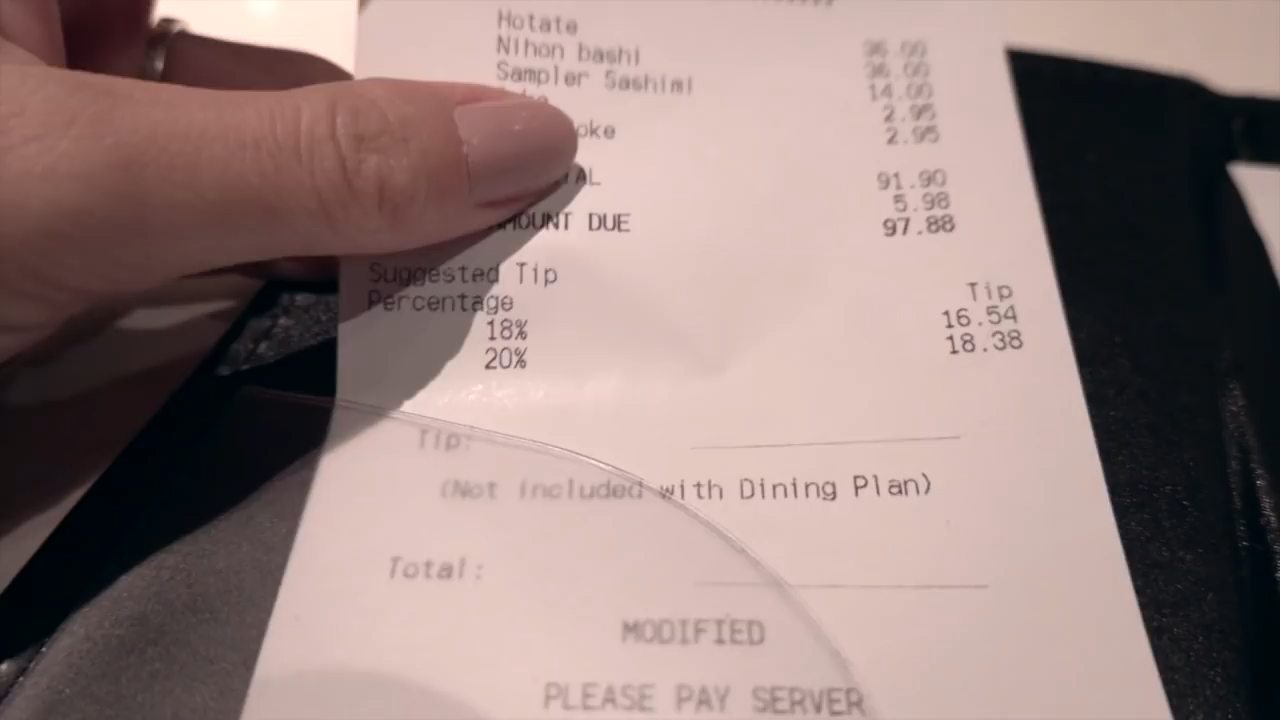 Hotate 36.00
Nihon bashi 36.00
Sampler Sashimi 14.00
2.95
oke 2.95
AL 91.90
5.98
MOUNT DUE 97.88
Suggested Tip
Percentage Tip
18% 16.54
20% 18.38
Tip:
(Not included with Dining Plan)
Total:
MODIFIED
PLEASE PAY SERVER